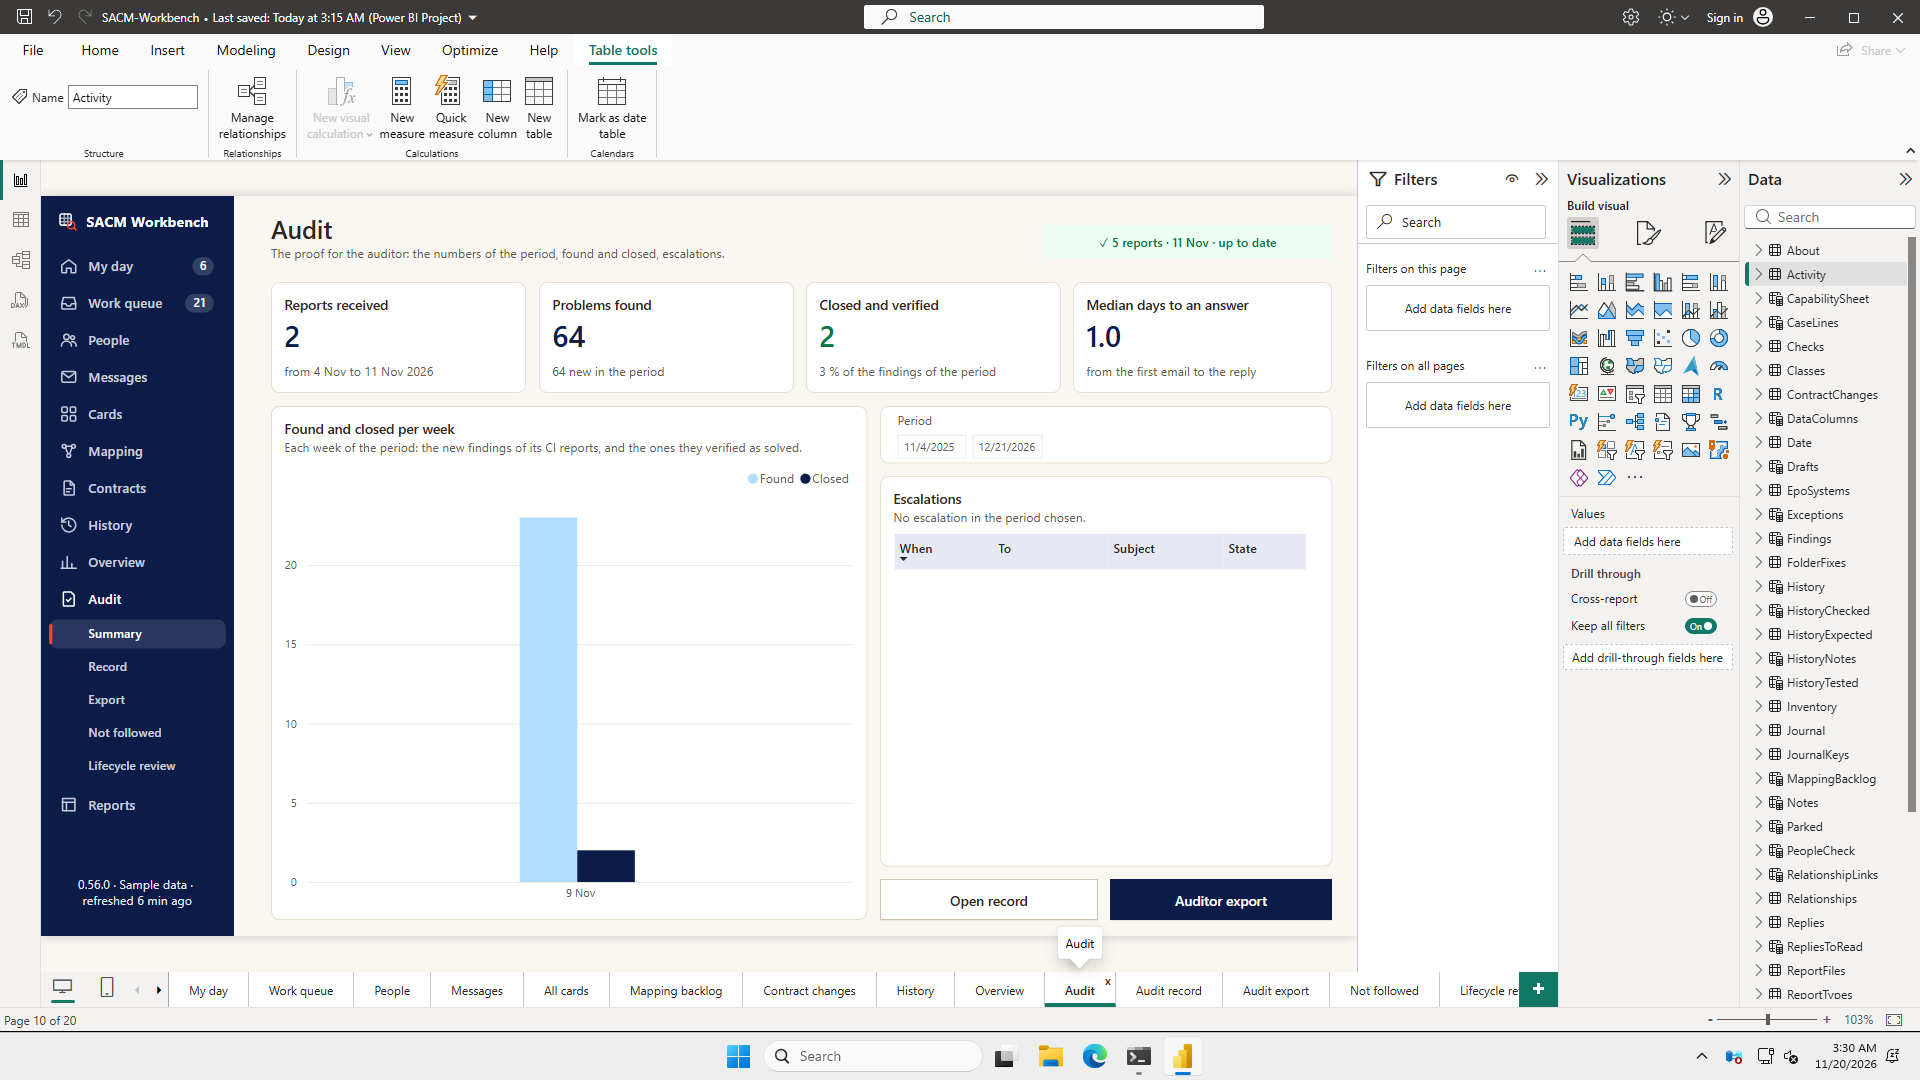 SACM-Workbench • Last saved: Today at 3:15 AM (Power BI Project)
Search
Sign in
File
Home
Insert
Modeling
Design
View
Optimize
Help
Table tools
Share
Name
Activity
Structure
Manage
relationships
Relationships
New visual
calculation
New
measure
Quick
measure
New
column
New
table
Calculations
Mark as date
table
Calendars
DAX
TMDL
SACM Workbench
My day
6
Work queue
21
People
Messages
Cards
Mapping
Contracts
History
Overview
Audit
Summary
Record
Export
Not followed
Lifecycle review
Reports
0.56.0 · Sample data ·
refreshed 6 min ago
Audit
The proof for the auditor: the numbers of the period, found and closed, escalations.
✓ 5 reports · 11 Nov · up to date
Reports received
2
from 4 Nov to 11 Nov 2026
Problems found
64
64 new in the period
Closed and verified
2
3 % of the findings of the period
Median days to an answer
1.0
from the first email to the reply
Found and closed per week
Each week of the period: the new findings of its CI reports, and the ones they verified as solved.
Found
Closed
20
15
10
5
0
9 Nov
Period
11/4/2025
12/21/2026
Escalations
No escalation in the period chosen.
When
To
Subject
State
Open record
Auditor export
Audit
Filters
Search
Filters on this page
Add data fields here
Filters on all pages
Add data fields here
Visualizations
Build visual
123
R
Py
Values
Add data fields here
Drill through
Cross-report
Off
Keep all filters
On
Add drill-through fields here
Data
Search
About
Activity
CapabilitySheet
CaseLines
Checks
Classes
ContractChanges
DataColumns
Date
Drafts
EpoSystems
Exceptions
Findings
FolderFixes
History
HistoryChecked
HistoryExpected
HistoryNotes
HistoryTested
Inventory
Journal
JournalKeys
MappingBacklog
Notes
Parked
PeopleCheck
RelationshipLinks
Relationships
Replies
RepliesToRead
ReportFiles
ReportTypes
My day
Work queue
People
Messages
All cards
Mapping backlog
Contract changes
History
Overview
Audit
x
Audit record
Audit export
Not followed
Lifecycle re
+
Page 10 of 20
-
+
103%
Search
3:30 AM
11/20/2026